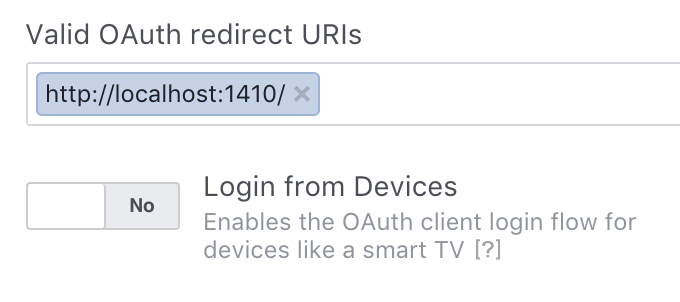 Valid OAuth redirect URIs
http://localhost:1410/ ×
No
Login from Devices
Enables the OAuth client login flow for
devices like a smart TV [?]